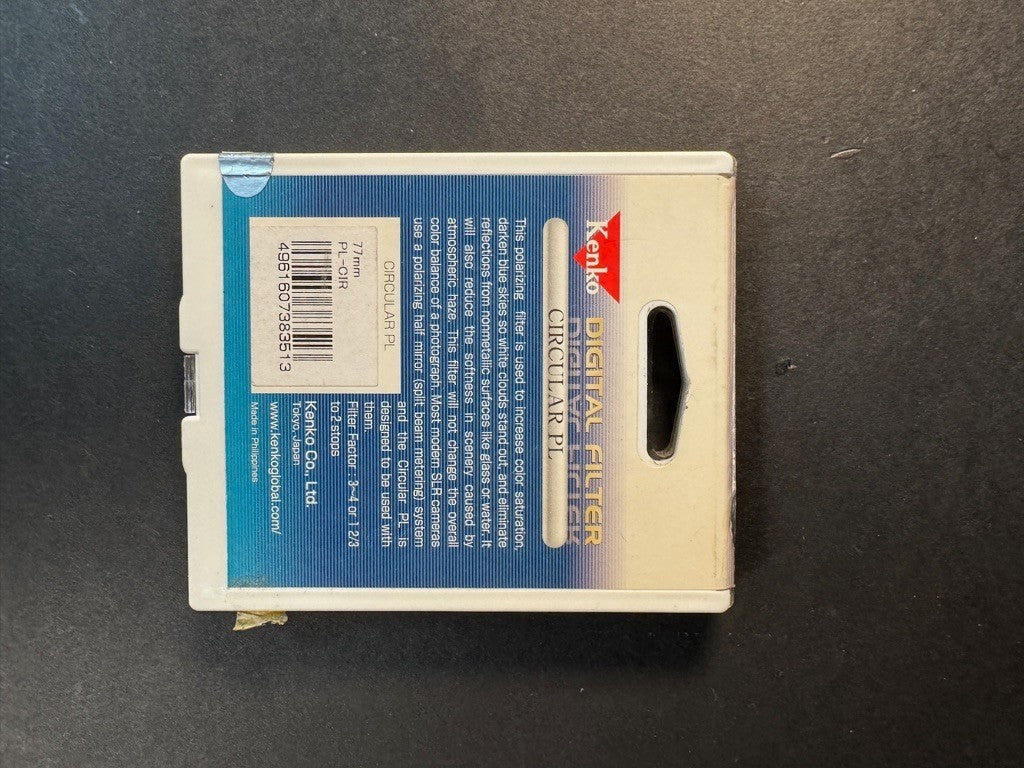 Kenko
DIGITAL FILTER
CIRCULAR PL
This polarizing filter is used to increase color saturation,
darken blue skies so white clouds stand out, and eliminate
reflections from nonmetallic surfaces like glass or water. It
will also reduce the softness in scenery caused by
atmospheric haze. This filter will not change the overall
color balance of a photograph. Most modern SLR cameras
use a polarizing half mirror (split beam metering) system
and the Circular PL is
designed to be used with
them.
Filter Factor 3~4 or 1 2/3
to 2 stops
CIRCULAR PL
77mm
PL-CIR
4961607383513
Kenko Co., Ltd.
Tokyo, Japan
www.kenkoglobal.com/
Made in Philippines